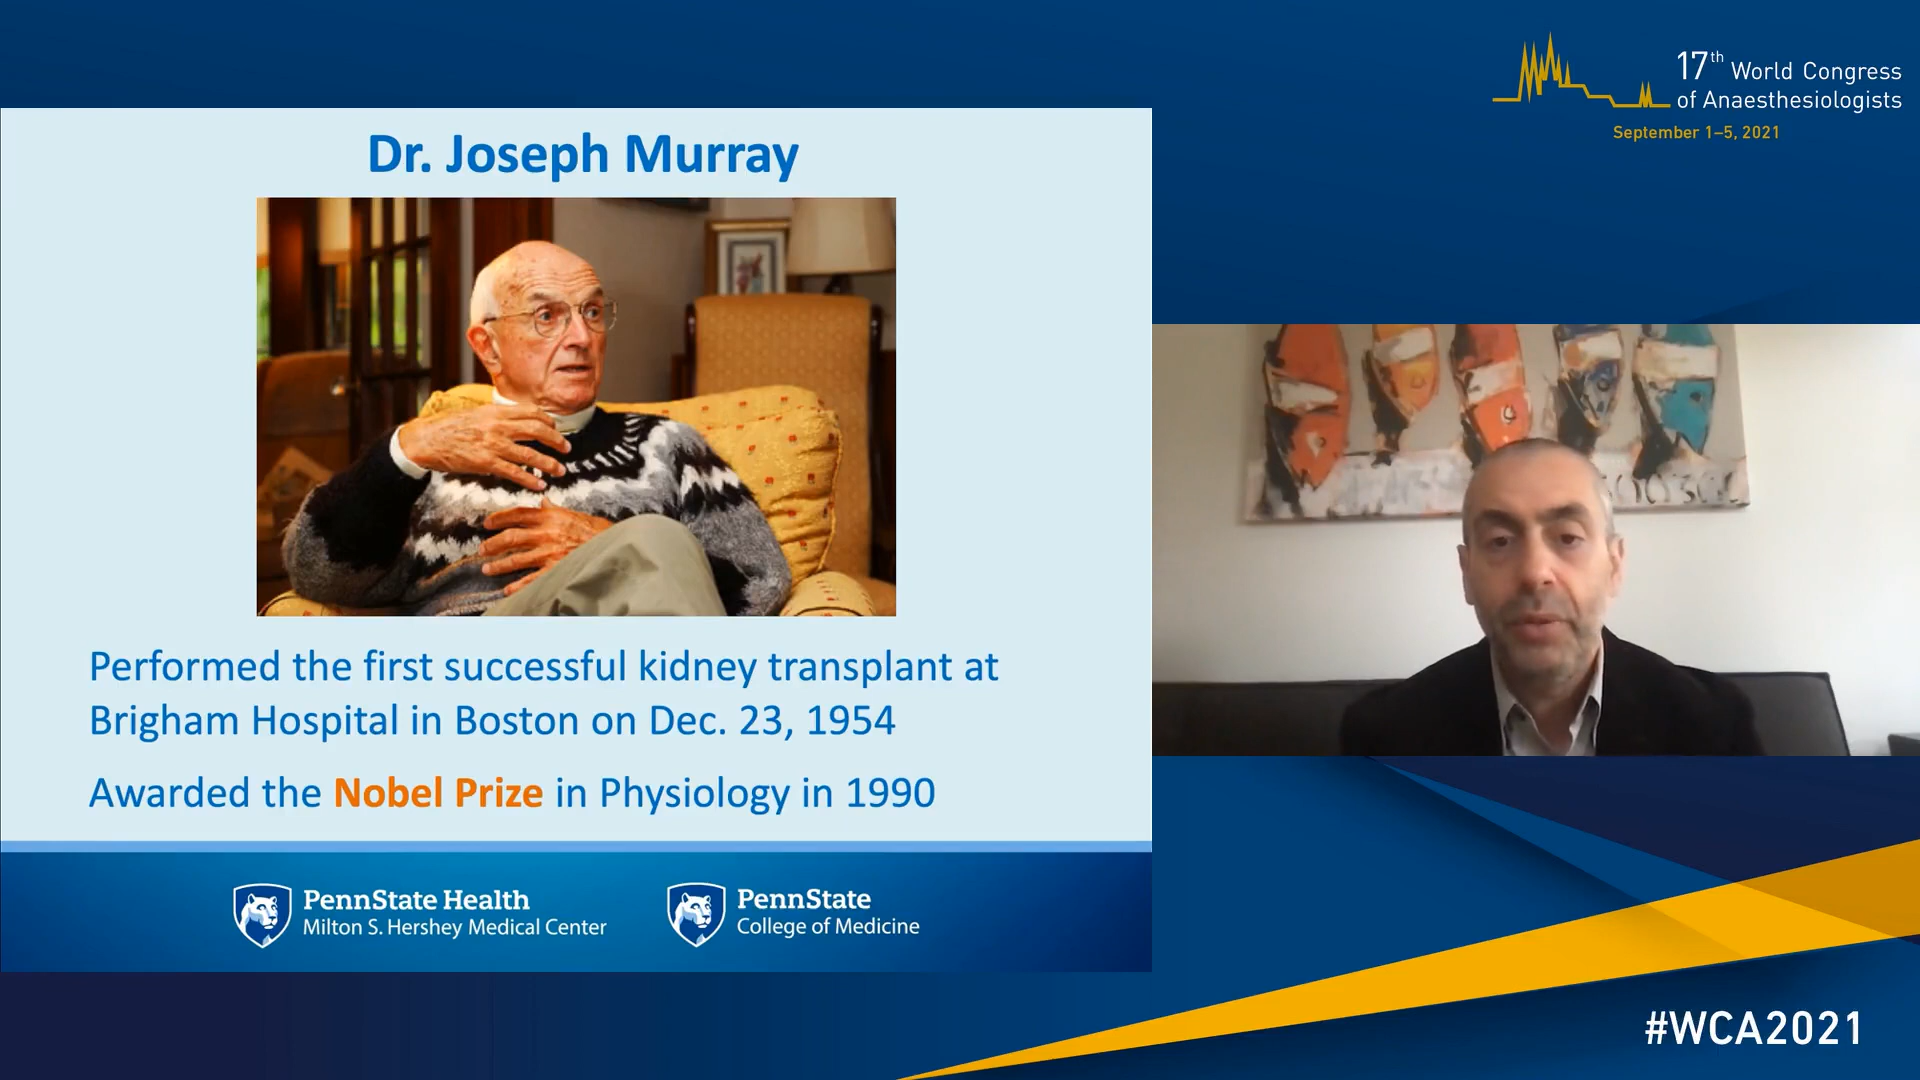 17th World Congress
of Anaesthesiologists
September 1–5, 2021
Dr. Joseph Murray
Performed the first successful kidney transplant at
Brigham Hospital in Boston on Dec. 23, 1954
Awarded the Nobel Prize in Physiology in 1990
PennState Health
Milton S. Hershey Medical Center
PennState
College of Medicine
#WCA2021